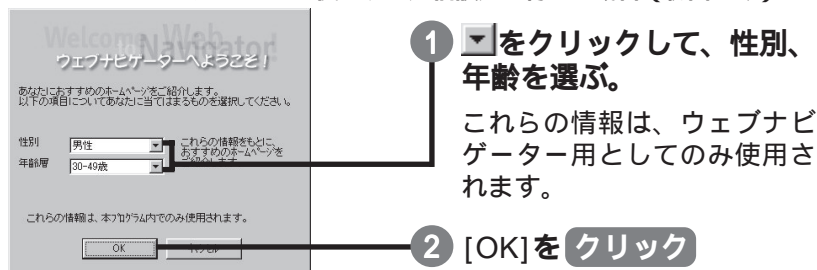 Welcome Web Navigator
ウェブナビゲーターへようこそ!
あなたにおすすめのホームページをご紹介します。
以下の項目についてあなたに当てはまるものを選択してください。
性別
男性
年齢層
30-49歳
これらの情報をもとに、
おすすめのホームページを
これらの情報は、本プログラム内でのみ使用されます。
OK
1 をクリックして、性別、
年齢を選ぶ。
これらの情報は、ウェブナビ
ゲーター用としてのみ使用さ
れます。
2 [OK]を クリック